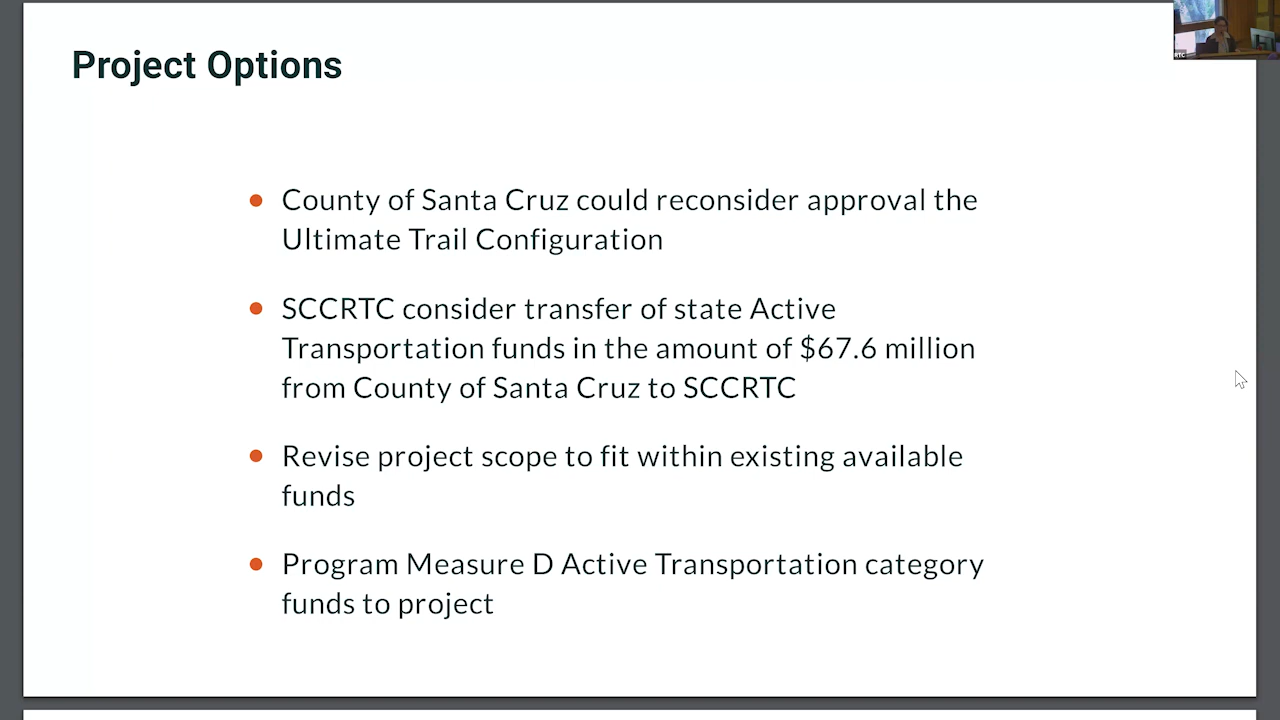 Project Options
RTC
County of Santa Cruz could reconsider approval the
Ultimate Trail Configuration
SCCRTC consider transfer of state Active
Transportation funds in the amount of $67.6 million
from County of Santa Cruz to SCCRTC
Revise project scope to fit within existing available
funds
Program Measure D Active Transportation category
funds to project